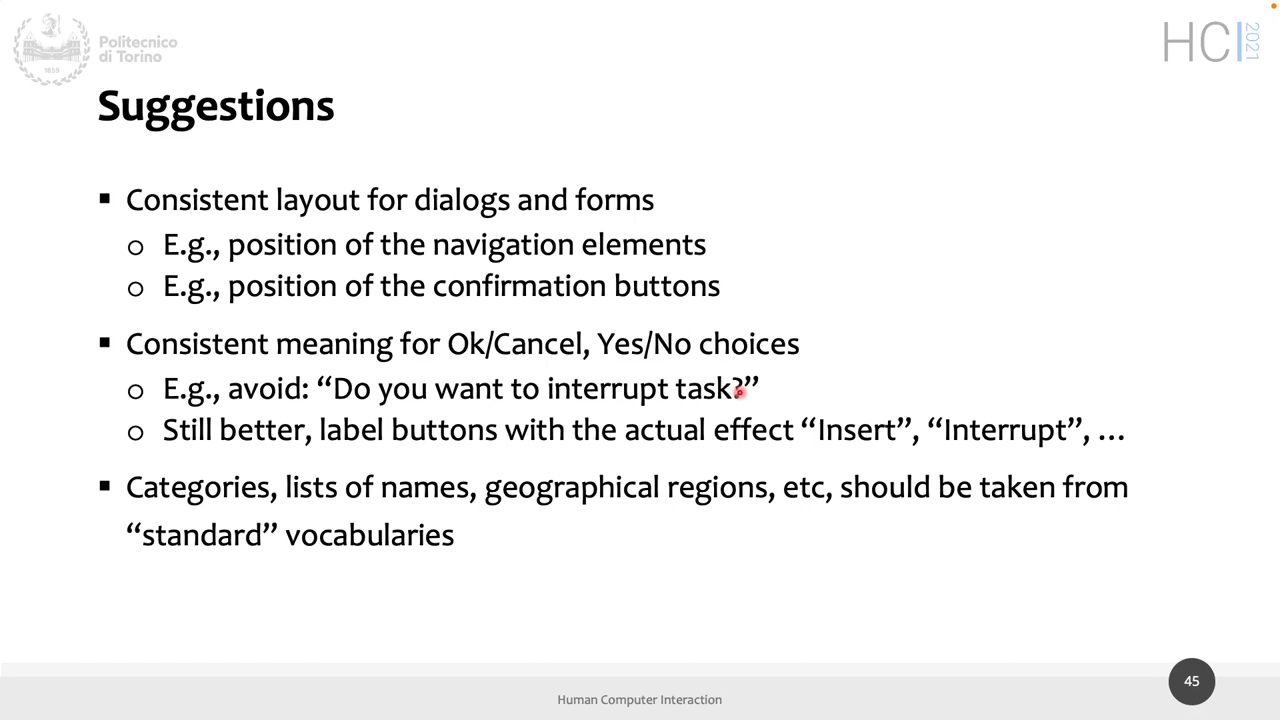 Politecnico
di Torino
1859
HCI
2021
Suggestions
▪ Consistent layout for dialogs and forms
o E.g., position of the navigation elements
o E.g., position of the confirmation buttons
▪ Consistent meaning for Ok/Cancel, Yes/No choices
o E.g., avoid: “Do you want to interrupt task?”
o Still better, label buttons with the actual effect “Insert”, “Interrupt”, …
▪ Categories, lists of names, geographical regions, etc, should be taken from
“standard” vocabularies
Human Computer Interaction
45